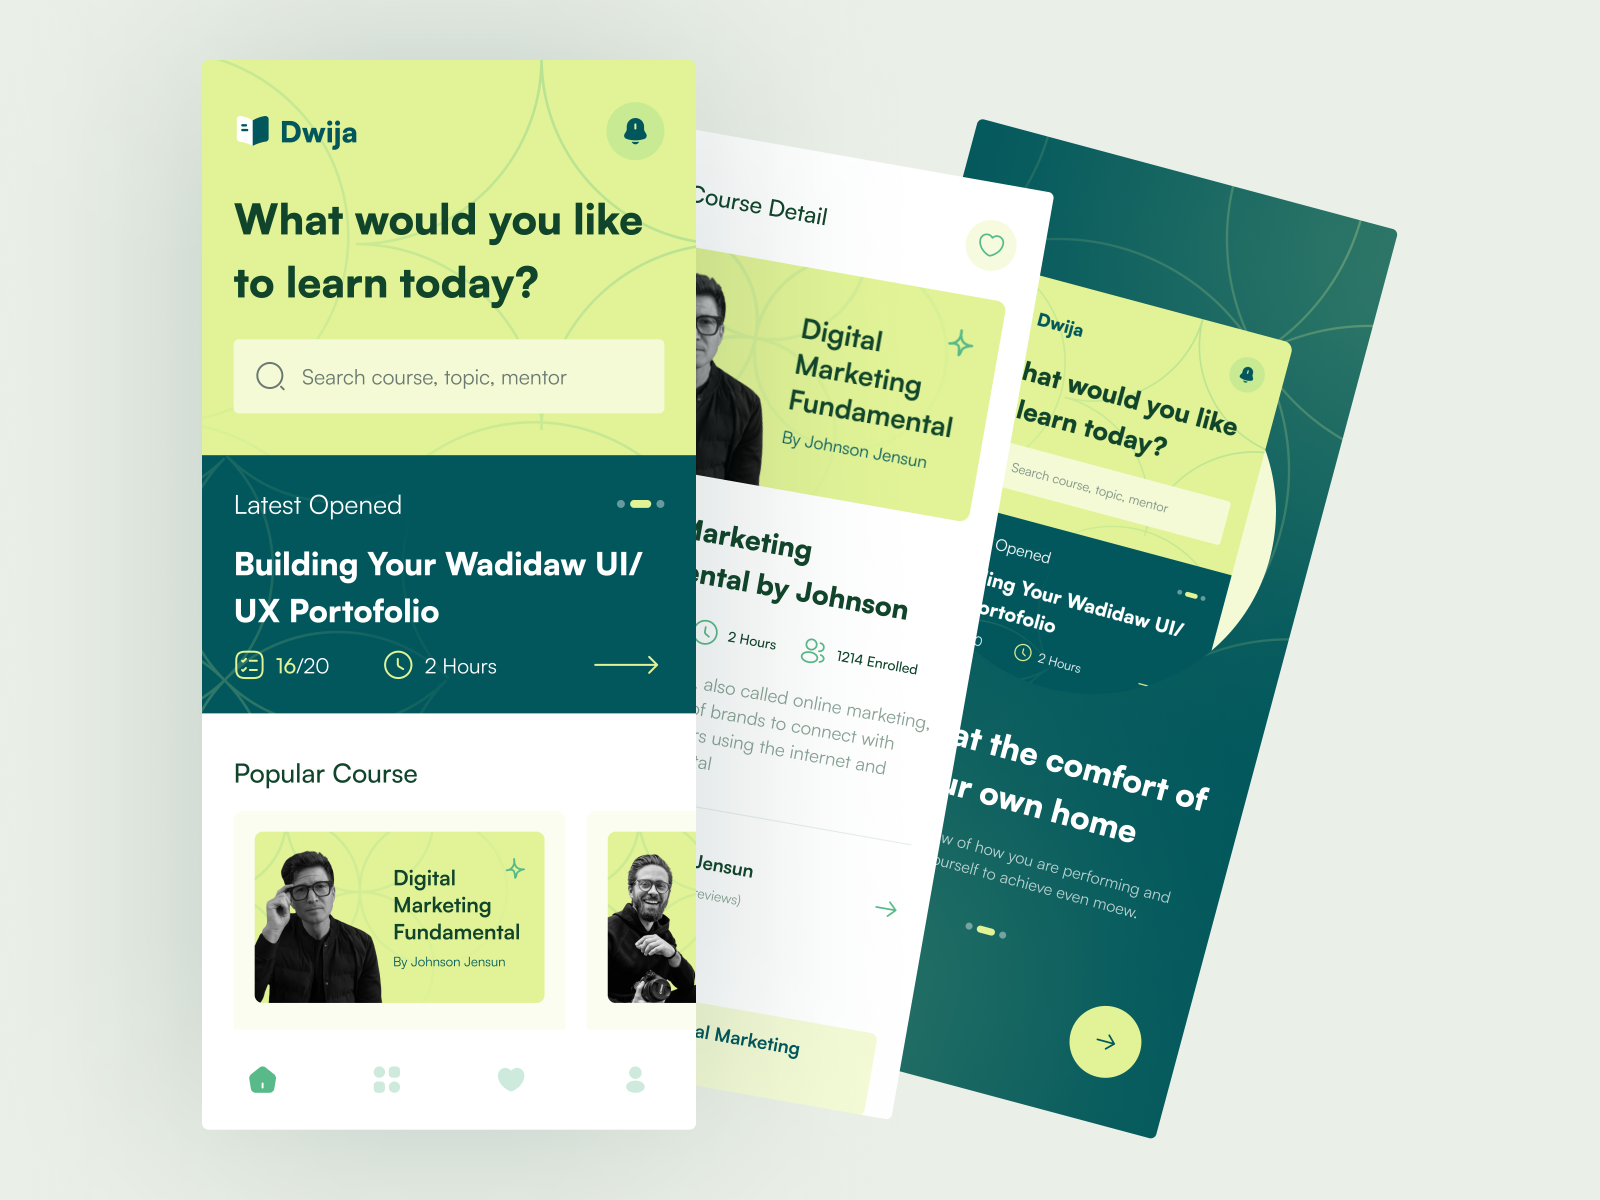 Dwija
What would you like
to learn today?
Search course, topic, mentor
Latest Opened
Building Your Wadidaw UI/
UX Portofolio
16/20
2 Hours
Popular Course
Digital
Marketing
Fundamental
By Johnson Jensun
Course Detail
Digital
Marketing
Fundamental
By Johnson Jensun
Marketing
ental by Johnson
2 Hours
1214 Enrolled
, also called online marketing,
of brands to connect with
rs using the internet and
tal
Jensun
reviews)
al Marketing
Dwija
hat would you like
learn today?
Search course, topic, mentor
Opened
ing Your Wadidaw UI/
ortofolio
0
2 Hours
at the comfort of
ur own home
w of how you are performing and
ourself to achieve even moew.